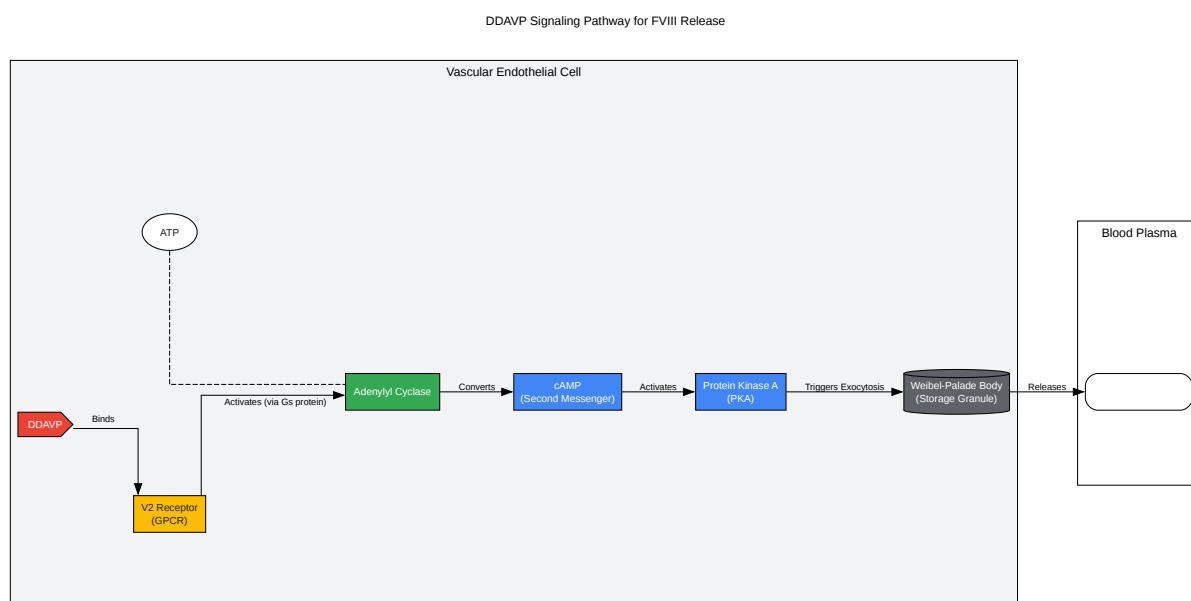 DDAVP Signaling Pathway for FVIII Release
Vascular Endothelial Cell
Blood Plasma
ATP
Adenylyl Cyclase
Converts
cAMP
(Second Messenger)
Activates
Protein Kinase A
(PKA)
Triggers Exocytosis
Weibel-Palade Body
(Storage Granule)
Releases
Activates (via Gs protein)
DDAVP
Binds
V2 Receptor
(GPCR)